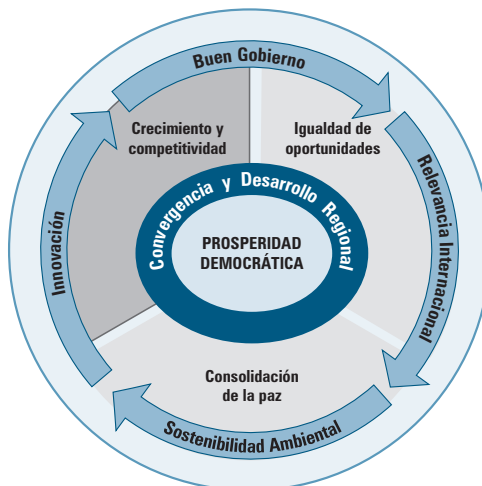 Buen Gobierno
Crecimiento y
competitividad
Igualdad de
oportunidades
Relevancia Internacional
Innovación
Convergencia y Desarrollo Regional
PROSPERIDAD
DEMOCRÁTICA
Consolidación
de la paz
Sostenibilidad Ambiental